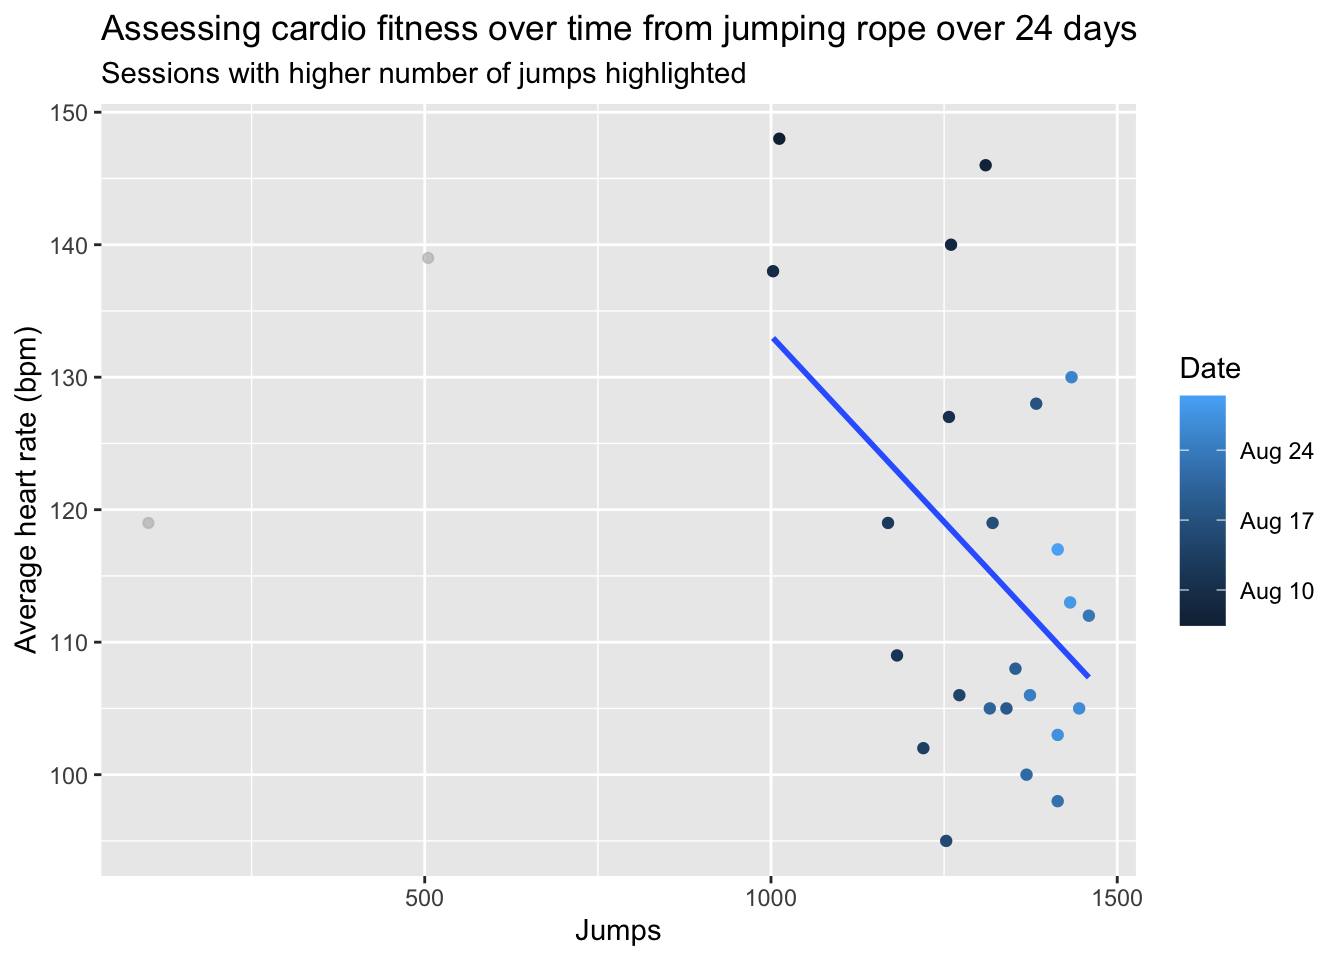 Assessing cardio fitness over time from jumping rope over 24 days
Sessions with higher number of jumps highlighted
150
140
130
120
110
100
Average heart rate (bpm)
500
1000
1500
Jumps
Date
Aug 24
Aug 17
Aug 10